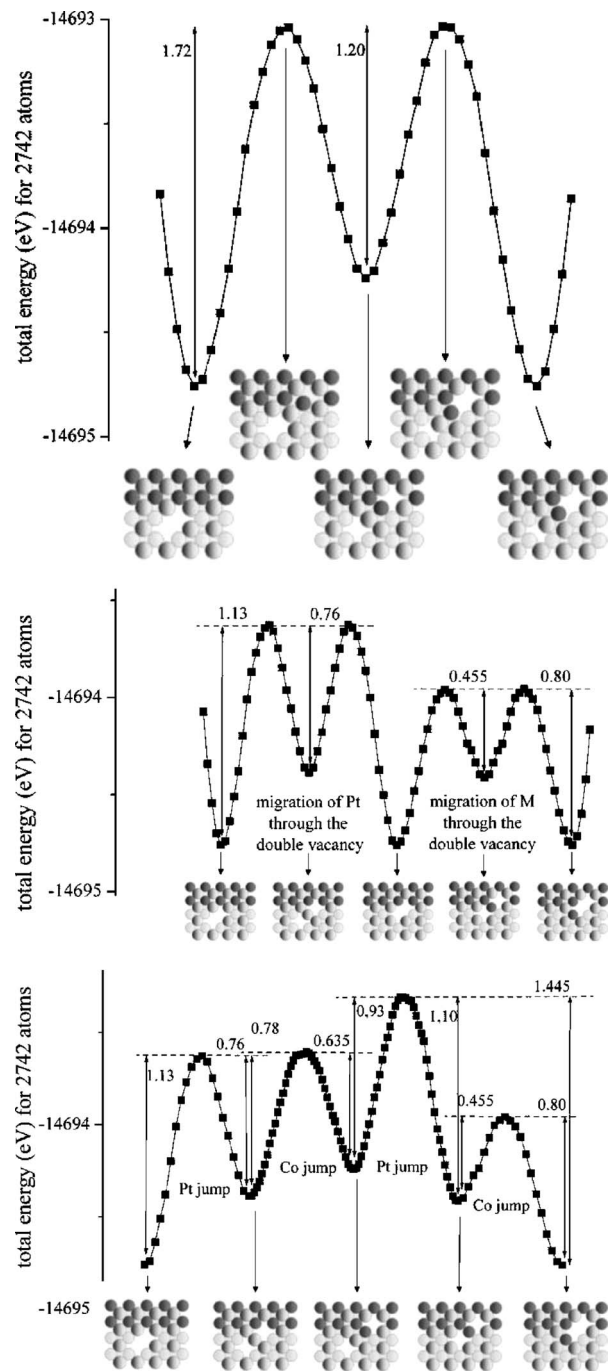 -14693
1.72
1.20
-14694
-14695
total energy (eV) for 2742 atoms
1.13
0.76
0.455
0.80
-14694
migration of Pt
through the
double vacancy
migration of M
through the
double vacancy
-14695
total energy (eV) for 2742 atoms
1.445
0.78
0.93
1,10
0.76
0.635
1.13
0.455
0.80
-14694
Pt jump
Co jump
Pt jump
Co jump
-14695
total energy (eV) for 2742 atoms